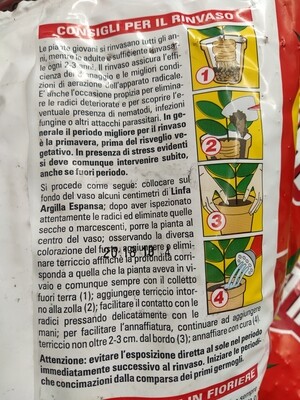 CONSIGLI PER IL RINVASO
Le piante giovani si rinvasano tutti gli an-
ni, mentre le adulte è sufficiente rinvasar-
le ogni 2-3 anni. Il rinvaso assicura l'effi-
cienza del drenaggio e le migliori condi-
zioni di aerazione dell'apparato radicale.
E' anche l'occasione propizia per elimina-
re le radici deteriorate e per scoprire l'e-
ventuale presenza di nematodi, infezioni
fungine o altri attacchi parassitari. In ge-
nerale il periodo migliore per il rinvaso
è la primavera, prima del risveglio ve-
getativo. In presenza di stress evidenti
si deve comunque intervenire subito,
anche se fuori periodo.
Si procede come segue: collocare sul
fondo del vaso alcuni centimetri di Linfa
Argilla Espansa; dopo aver ispezionato
attentamente le radici ed eliminate quelle
secche o marcescenti, porre la pianta al
centro del vaso; osservando la diversa
colorazione del fusto, aggiungere o elimi-
nare terriccio affinché la profondità corri-
sponda a quella che la pianta aveva in vi-
vaio e comunque sempre con il colletto
fuori terra (1); aggiungere terriccio intor-
no alla zolla (2); facilitare il contatto con le
radici pressando delicatamente con le
mani; per facilitare l'annaffiatura, continuare ad aggiungere
terriccio non oltre 2-3 cm. dal bordo (3); annaffiare con cura (4).
Attenzione: evitare l'esposizione diretta al sole nel periodo
immediatamente successivo al rinvaso. Iniziare le periodi-
che concimazioni dalla comparsa dei primi germogli.
1
2
3
4
IN FIORIERE